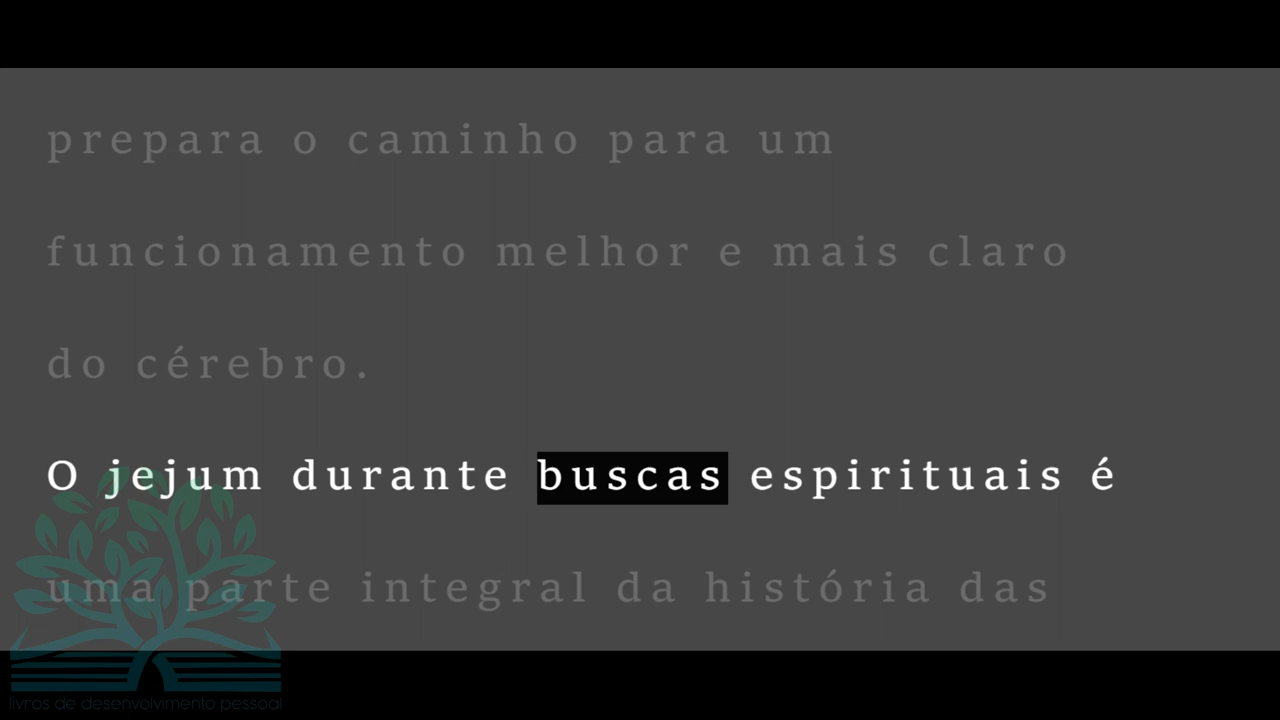 prepara o caminho para um
funcionamento melhor e mais claro
do cérebro.
O jejum durante buscas espirituais é
uma parte integral da história das
livros de desenvolvimento pessoal